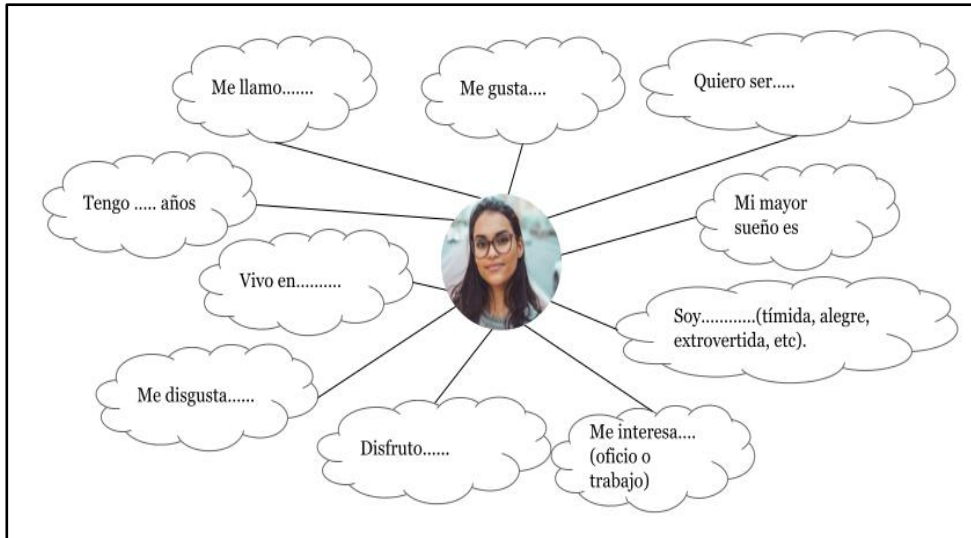 Me llamo.......
Me gusta....
Quiero ser.....
Tengo ..... años
Mi mayor
sueño es
Vivo en..........
Soy............(tímida, alegre,
extrovertida, etc).
Me disgusta......
Disfruto......
Me interesa....
(oficio o
trabajo)